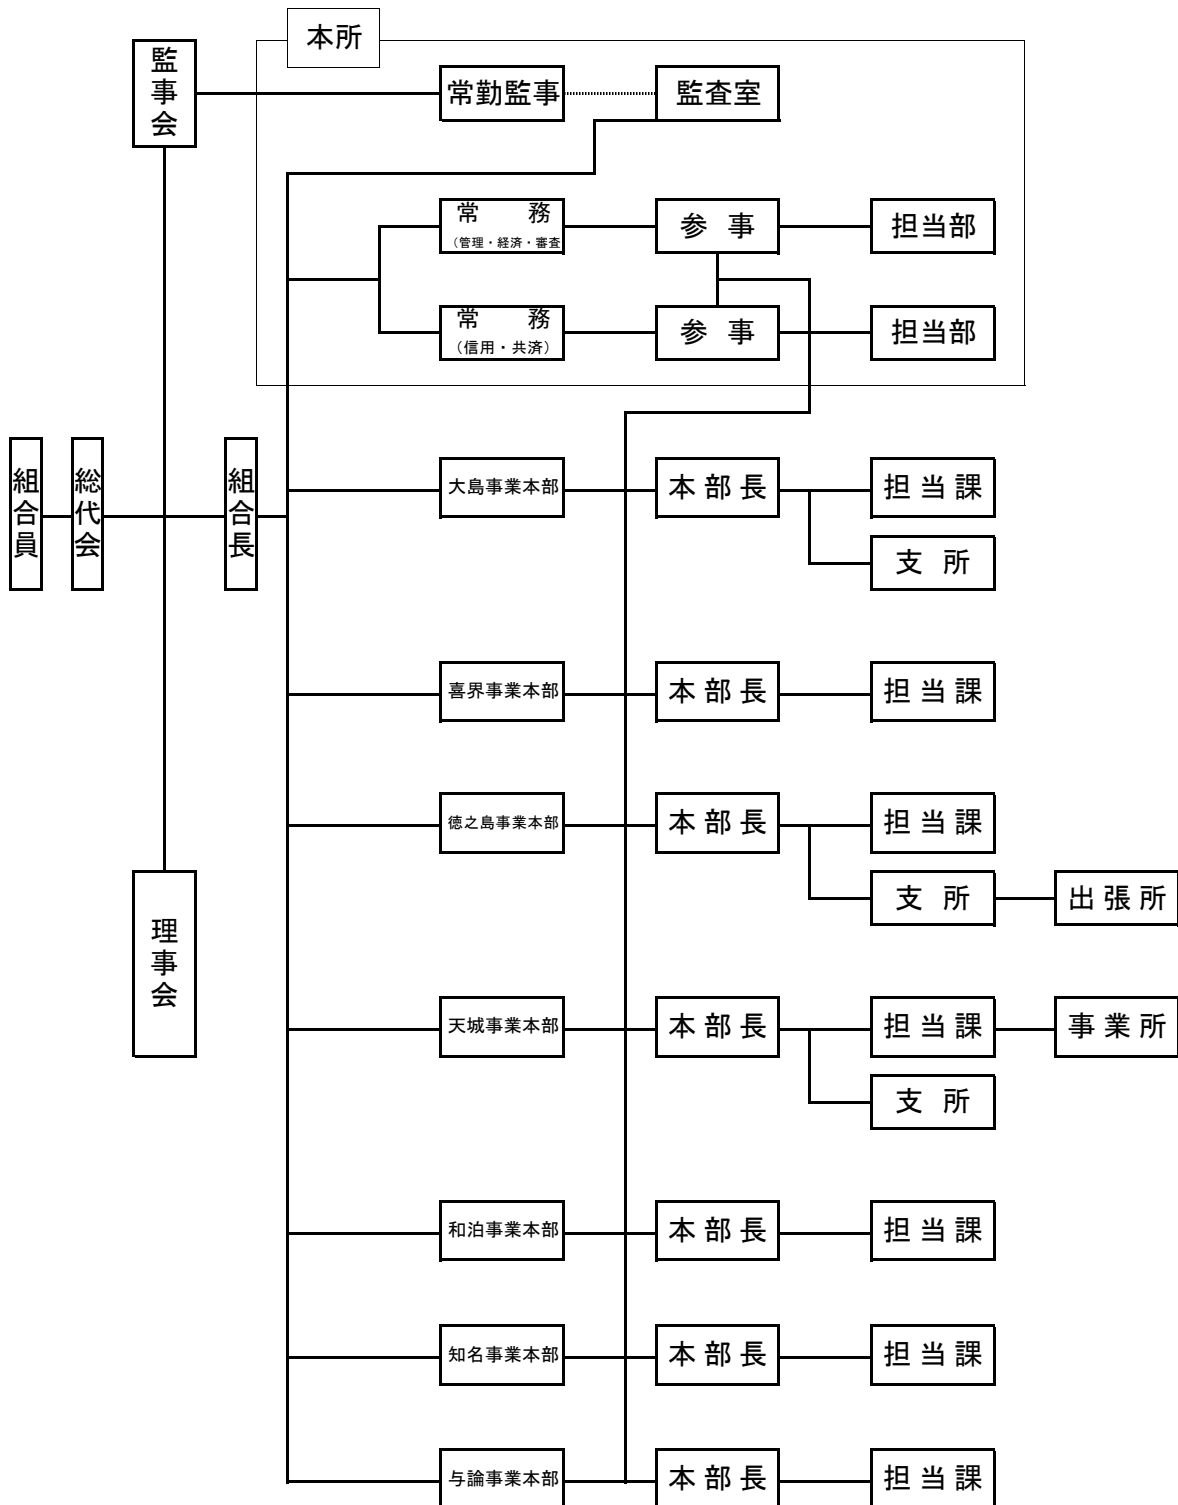 本所
監事会
常勤監事
監査室
常　務
（管理・経済・審査
参 事
担当部
常　務
（信用・共済）
参 事
担当部
組合員
総代会
組合長
大島事業本部
本部長
担当課
支 所
喜界事業本部
本部長
担当課
徳之島事業本部
本部長
担当課
支 所
出張所
理事会
天城事業本部
本部長
担当課
事業所
支 所
和泊事業本部
本部長
担当課
知名事業本部
本部長
担当課
与論事業本部
本部長
担当課